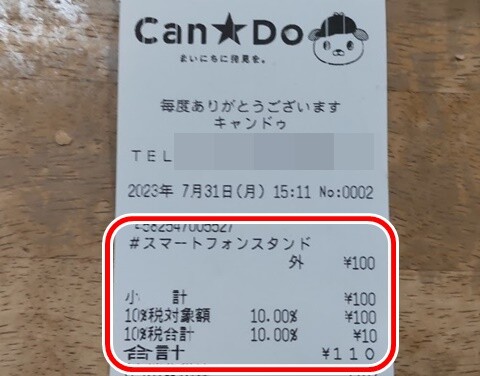 Can★Do
まいにちに発見を。
毎度ありがとうございます
キャンドゥ
TEL
2023年 7月31日(月) 15:11 No:0002
4582547005527
#スマートフォンスタンド
外 ¥100
小 計 ¥100
10%税対象額 10.00% ¥100
10%税合計 10.00% ¥10
合計 ¥110